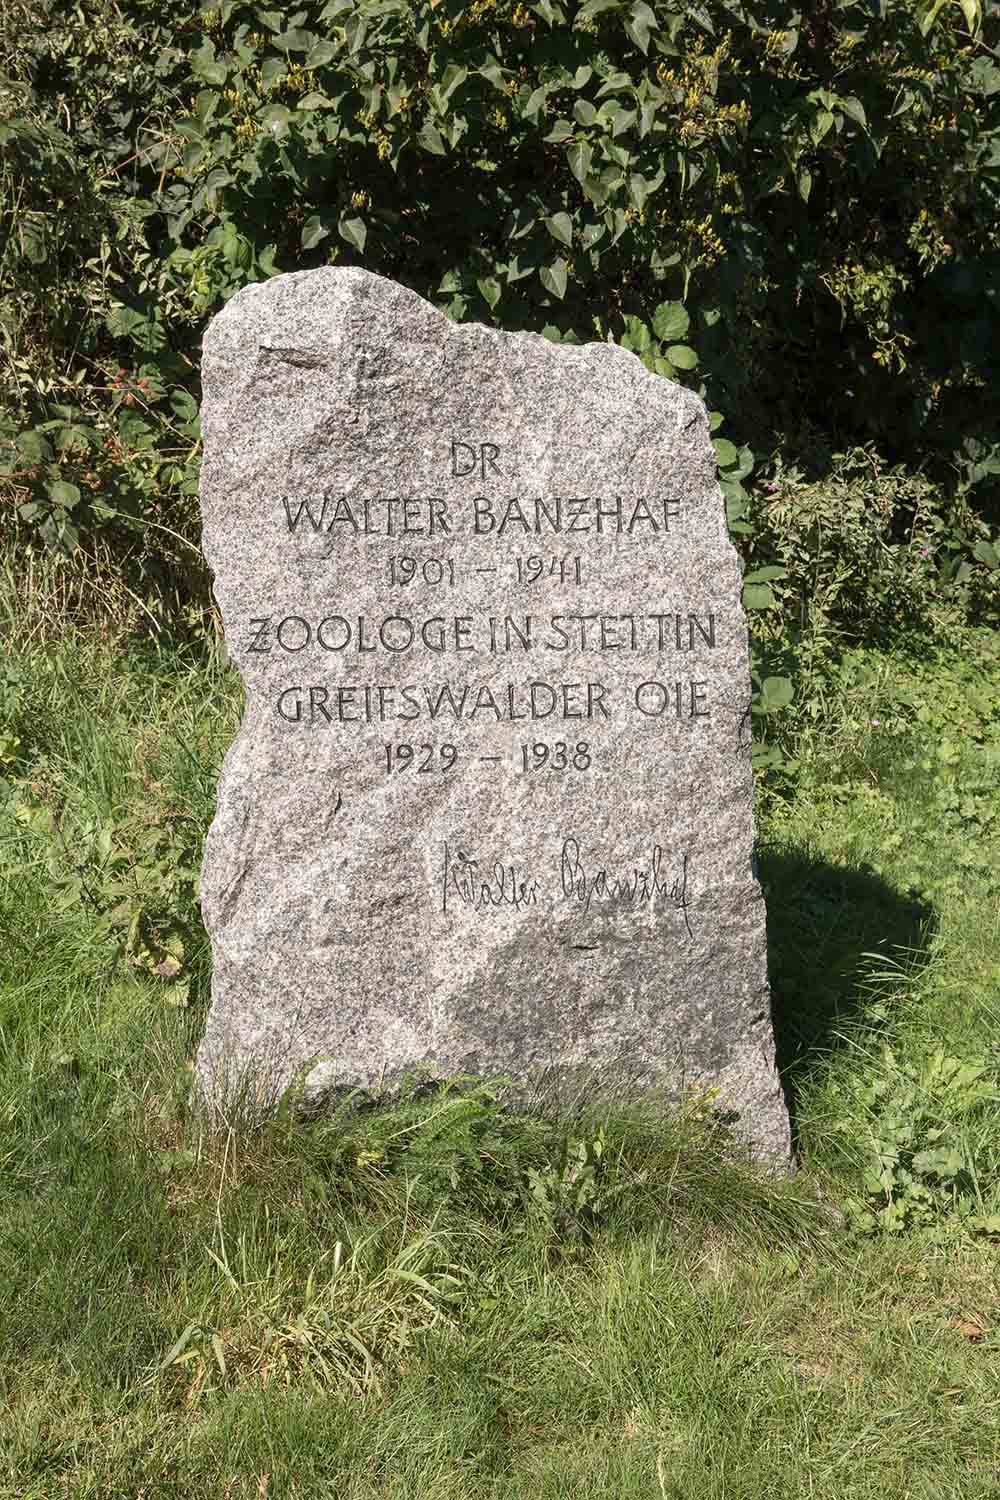 DR
WALTER BANZHAF
1901 – 1941
ZOOLOGE IN STETTIN
GREIFSWALDER OIE
1929 – 1938
Walter Banzhaf